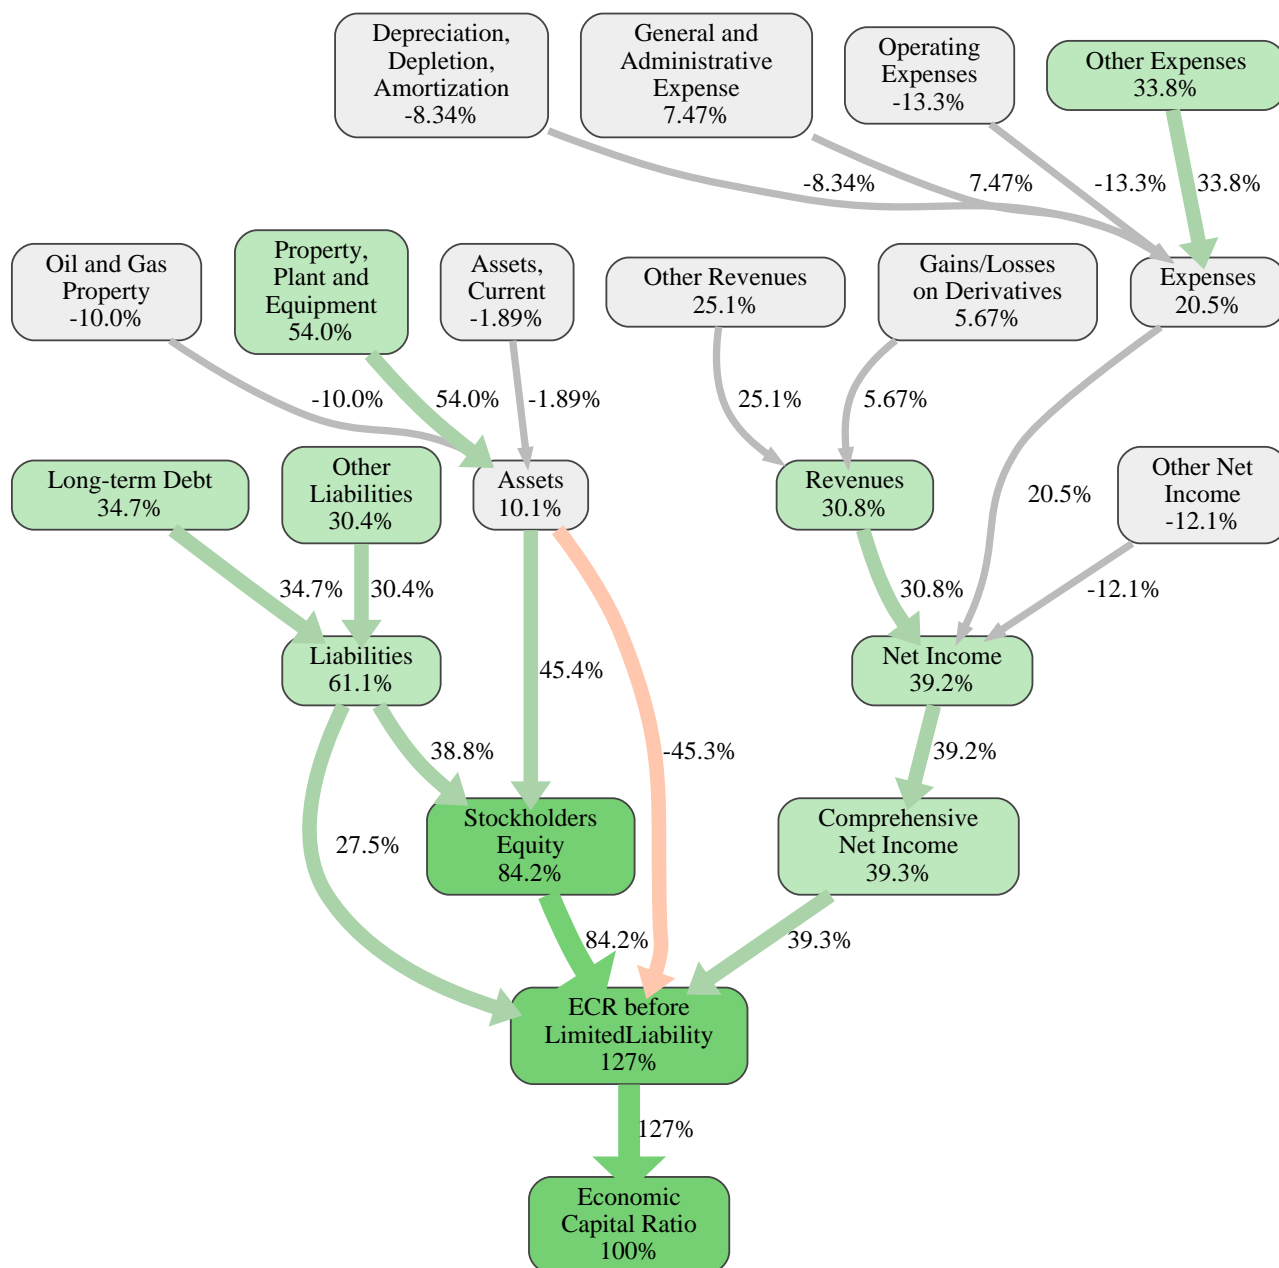 Depreciation,
Depletion,
Amortization
-8.34%
General and
Administrative
Expense
7.47%
Operating
Expenses
-13.3%
Other Expenses
33.8%
-8.34%
7.47%
-13.3%
33.8%
Oil and Gas
Property
-10.0%
Property,
Plant and
Equipment
54.0%
Assets,
Current
-1.89%
Other Revenues
25.1%
Gains/Losses
on Derivatives
5.67%
Expenses
20.5%
-10.0%
54.0%
-1.89%
25.1%
5.67%
20.5%
Long-term Debt
34.7%
Other
Liabilities
30.4%
Assets
10.1%
Revenues
30.8%
Other Net
Income
-12.1%
34.7%
30.4%
45.4%
-45.3%
30.8%
-12.1%
Liabilities
61.1%
Net Income
39.2%
38.8%
27.5%
39.2%
Stockholders
Equity
84.2%
Comprehensive
Net Income
39.3%
84.2%
39.3%
ECR before
LimitedLiability
127%
127%
Economic
Capital Ratio
100%